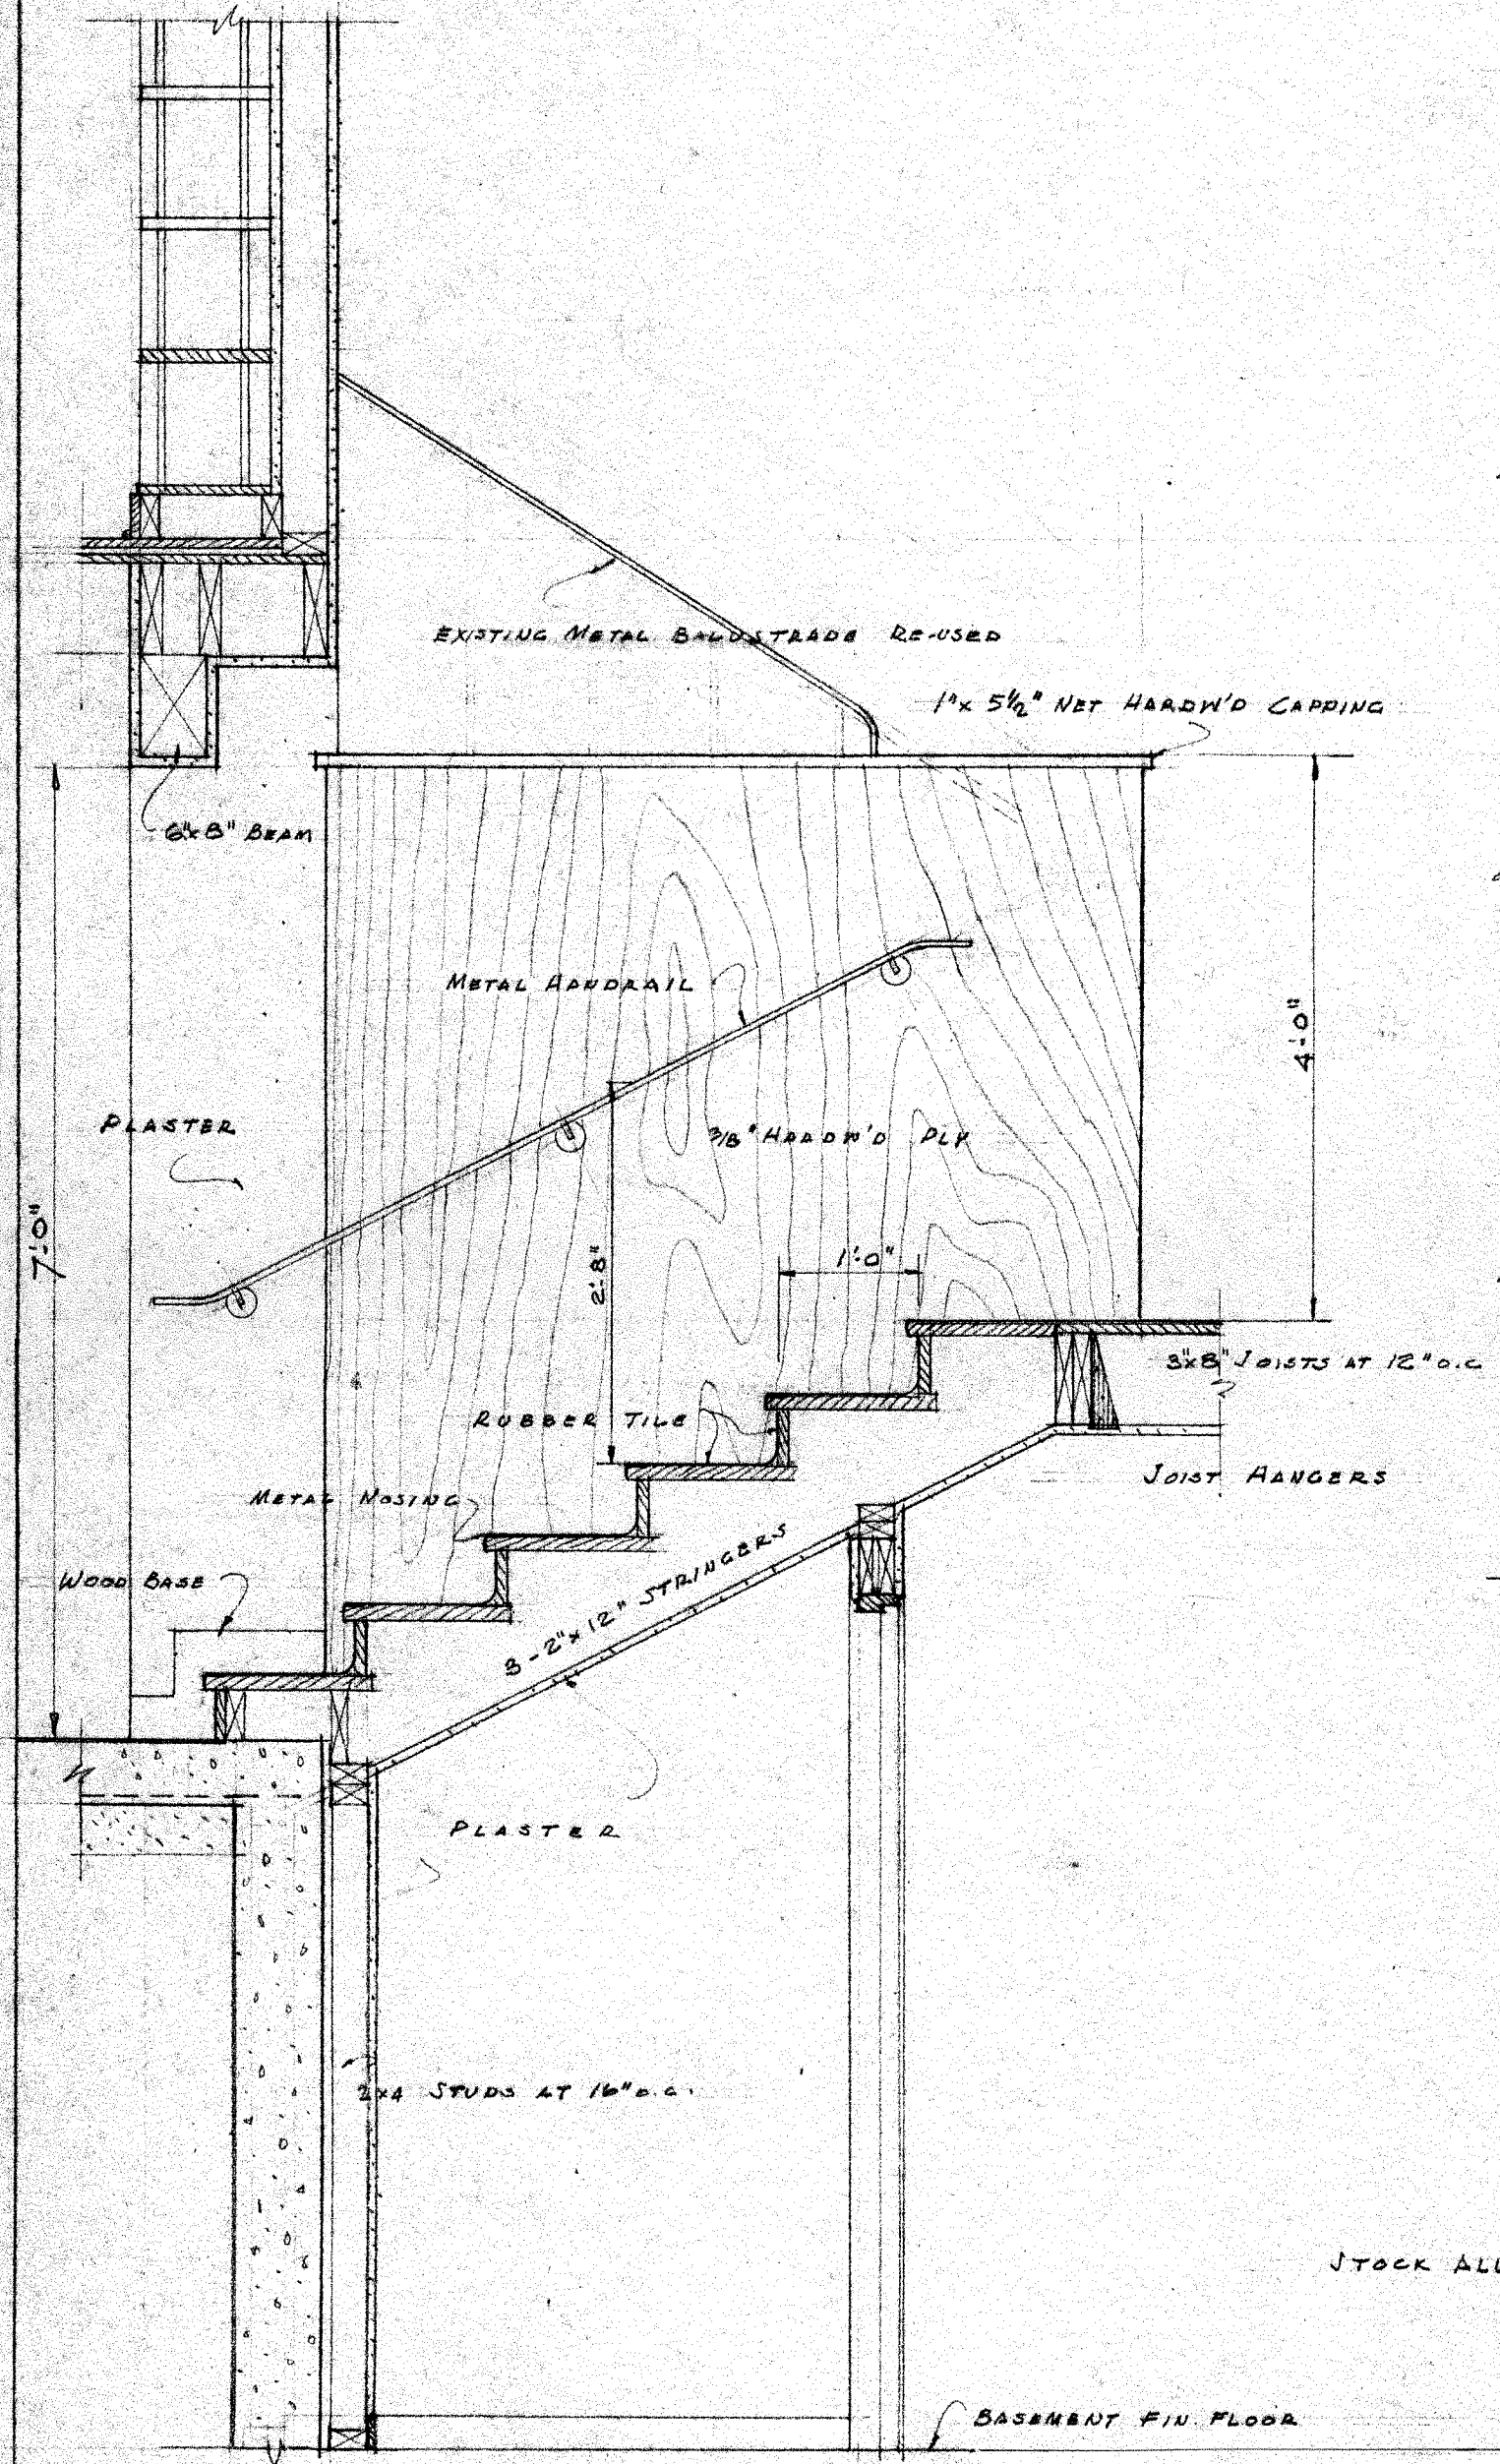 EXISTING METAL BALUSTRADE RE-USED
1" x 5½" NET HARDW'D CAPPING
6"x8" BEAM
METAL HANDRAIL
4'-0"
PLASTER
3/8" HARDW'D PLY
7'-0"
2'-8"
1'-0"
3"x8" JOISTS AT 12" O.C
RUBBER TILE
JOIST HANGERS
METAL NOSING
WOOD BASE
3-2"x12" STRINGERS
PLASTER
2x4 STUDS AT 16" O.C.
STOCK ALU
BASEMENT FIN. FLOOR